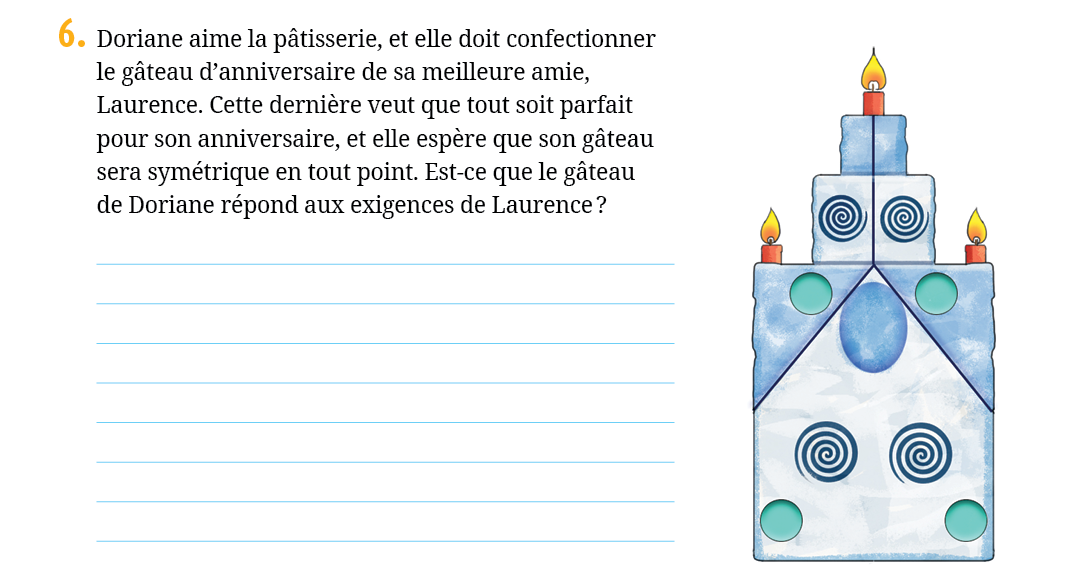 6. Doriane aime la pâtisserie, et elle doit confectionner
le gâteau d’anniversaire de sa meilleure amie,
Laurence. Cette dernière veut que tout soit parfait
pour son anniversaire, et elle espère que son gâteau
sera symétrique en tout point. Est-ce que le gâteau
de Doriane répond aux exigences de Laurence ?